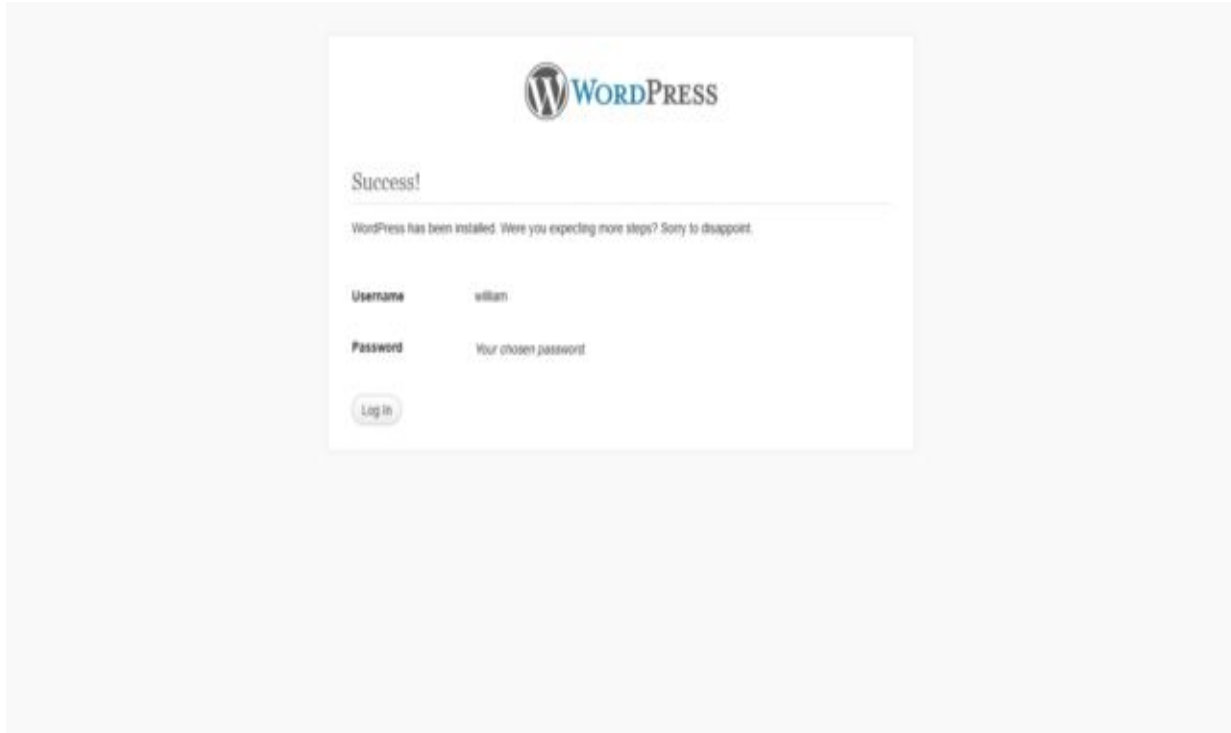 WORDPRESS
Success!
WordPress has been installed. Were you expecting more steps? Sorry to disappoint.
Username william
Password Your chosen password
Log In